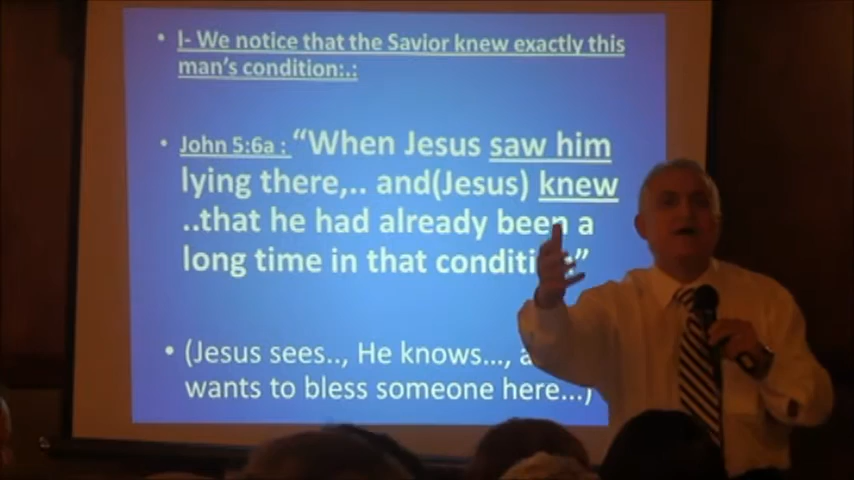 • I- We notice that the Savior knew exactly this
man's condition:.:
• John 5:6a : “When Jesus saw him
lying there,.. and(Jesus) knew
..that he had already been a
long time in that conditi
• (Jesus sees.., He knows...,
wants to bless someone here...)